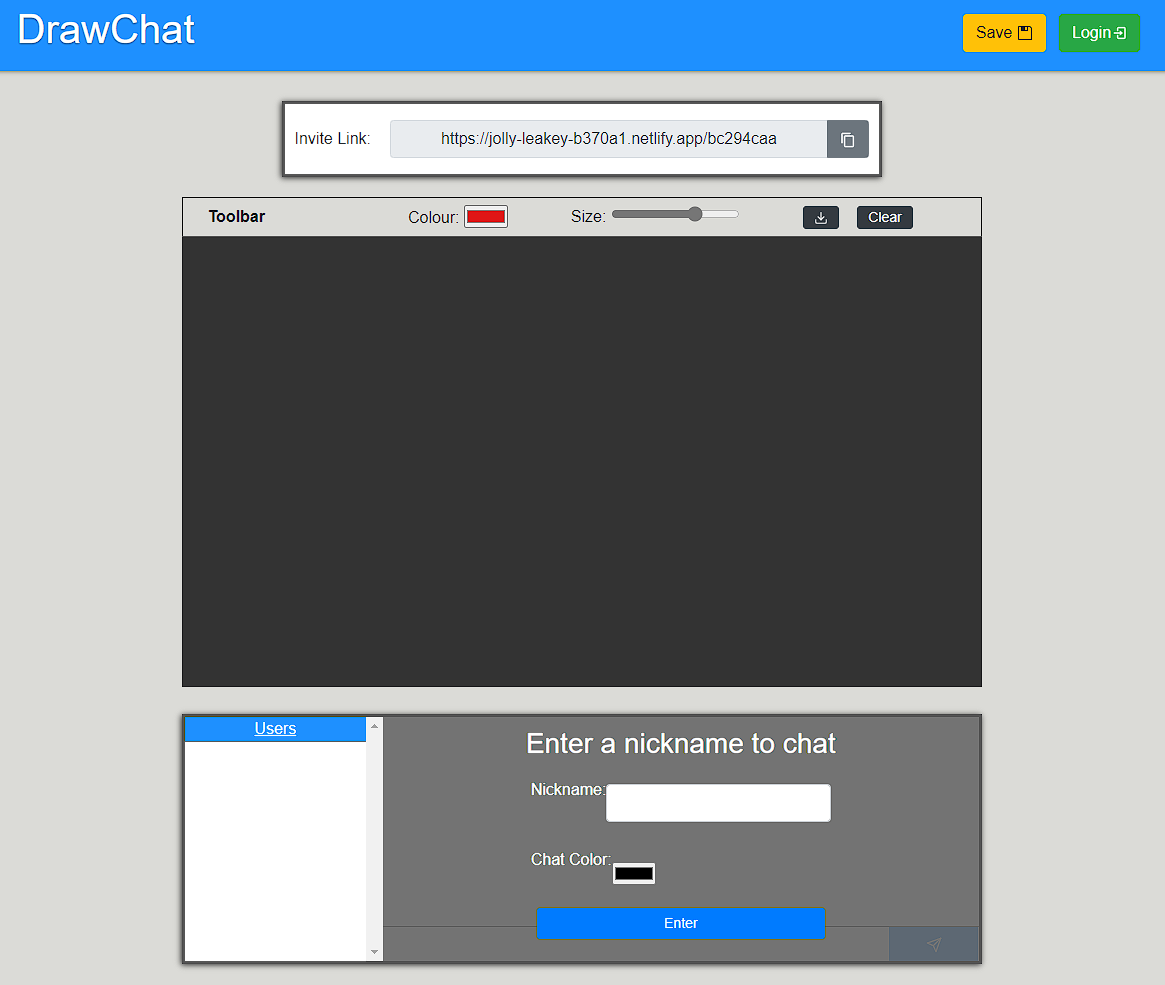 DrawChat
Save
Login
Invite Link: https://jolly-leakey-b370a1.netlify.app/bc294caa
Toolbar Colour: Size: Clear
Users
Enter a nickname to chat
Nickname:
Chat Color:
Enter